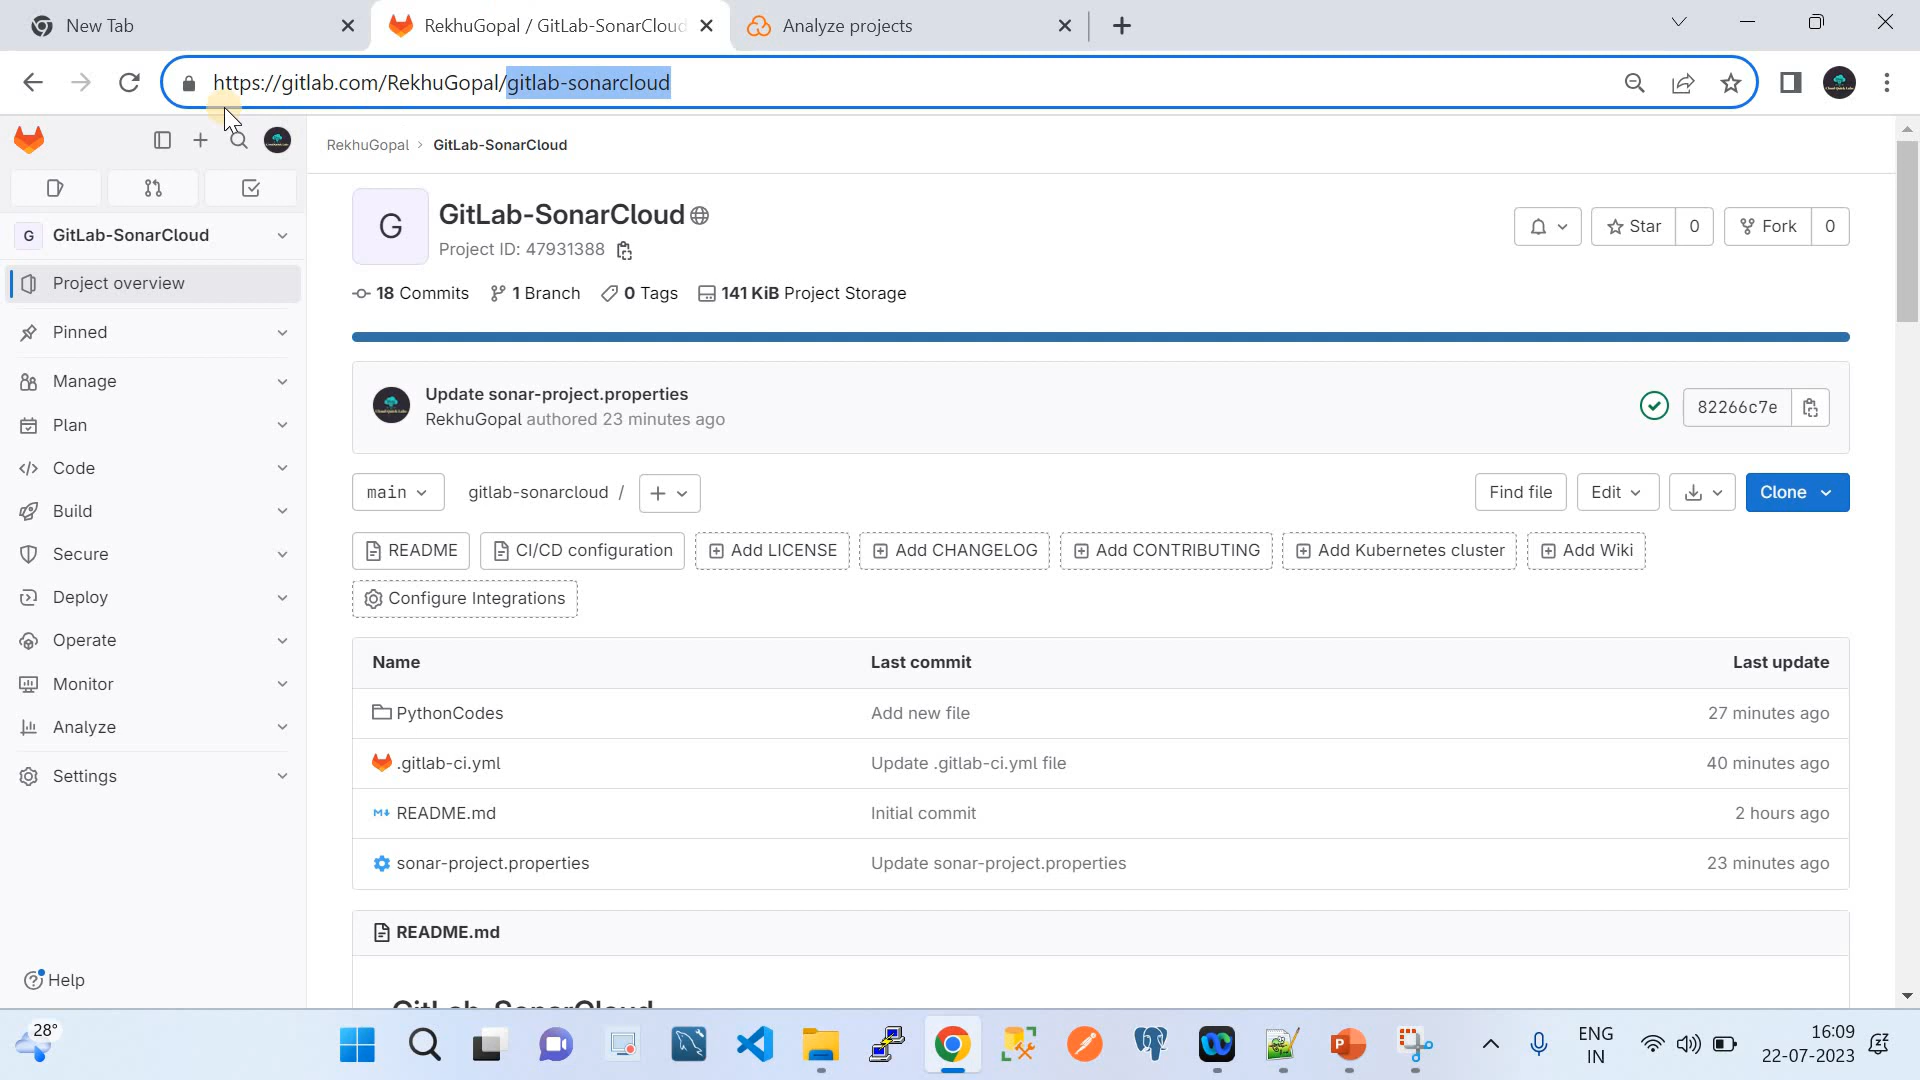 New Tab
RekhuGopal / GitLab-SonarCloud
Analyze projects
https://gitlab.com/RekhuGopal/gitlab-sonarcloud
RekhuGopal › GitLab-SonarCloud
G GitLab-SonarCloud
Project overview
Pinned
Manage
Plan
Code
Build
Secure
Deploy
Operate
Monitor
Analyze
Settings
Help
G
GitLab-SonarCloud
Project ID: 47931388
Star 0
Fork 0
18 Commits 1 Branch 0 Tags 141 KiB Project Storage
Update sonar-project.properties
RekhuGopal authored 23 minutes ago
82266c7e
main
gitlab-sonarcloud /
Find file
Edit
Clone
README
CI/CD configuration
Add LICENSE
Add CHANGELOG
Add CONTRIBUTING
Add Kubernetes cluster
Add Wiki
Configure Integrations
Name Last commit Last update
PythonCodes Add new file 27 minutes ago
.gitlab-ci.yml Update .gitlab-ci.yml file 40 minutes ago
README.md Initial commit 2 hours ago
sonar-project.properties Update sonar-project.properties 23 minutes ago
README.md
GitLab-SonarCloud
28°
ENG
IN
16:09
22-07-2023